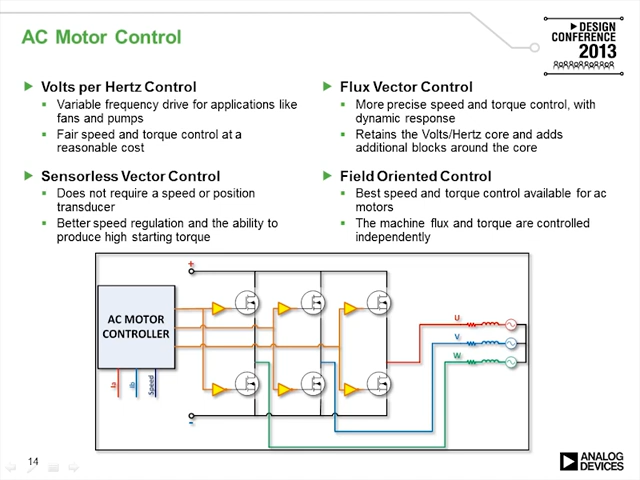 AC Motor Control
DESIGN
CONFERENCE
2013
Volts per Hertz Control
Variable frequency drive for applications like
fans and pumps
Fair speed and torque control at a
reasonable cost
Sensorless Vector Control
Does not require a speed or position
transducer
Better speed regulation and the ability to
produce high starting torque
Flux Vector Control
More precise speed and torque control, with
dynamic response
Retains the Volts/Hertz core and adds
additional blocks around the core
Field Oriented Control
Best speed and torque control available for ac
motors
The machine flux and torque are controlled
independently
+
AC MOTOR
CONTROLLER
Ia
Ib
Speed
-
U
V
W
14
ANALOG
DEVICES